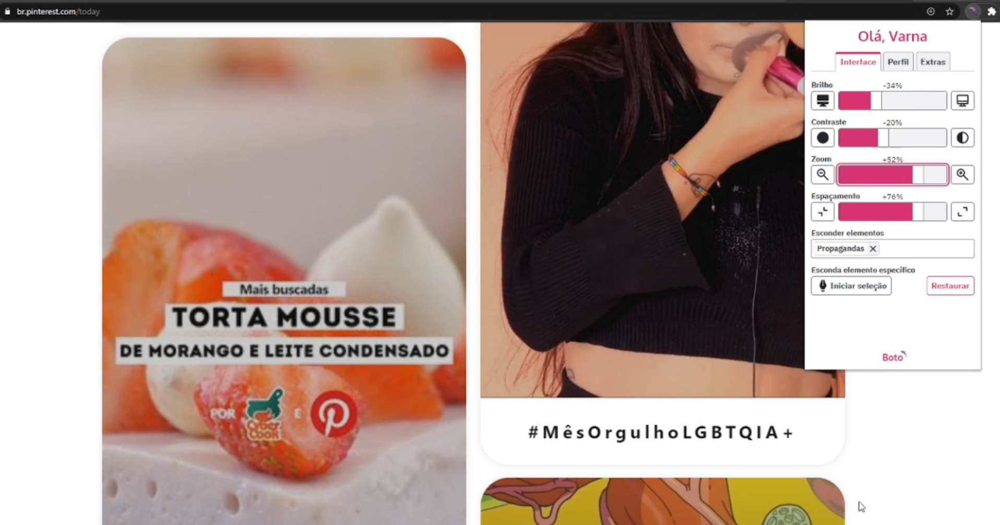 br.pinterest.com/today
Mais buscadas
TORTA MOUSSE
DE MORANGO E LEITE CONDENSADO
POR
Cyber
Cook
E
#MêsOrgulhoLGBTQIA+
Olá, Varna
Interface Perfil Extras
Brilho -34%
Contraste -20%
Zoom +52%
Espaçamento +76%
Esconder elementos
Propagandas
Esconda elemento específico
Iniciar seleção Restaurar
Boto